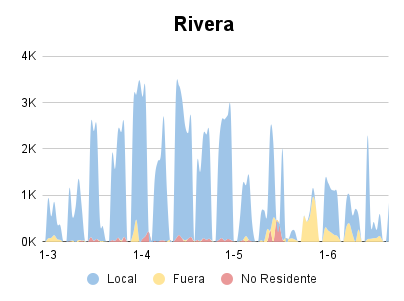 Rivera
4K
3K
2K
1K
0K
1-3 1-4 1-5 1-6
Local Fuera No Residente